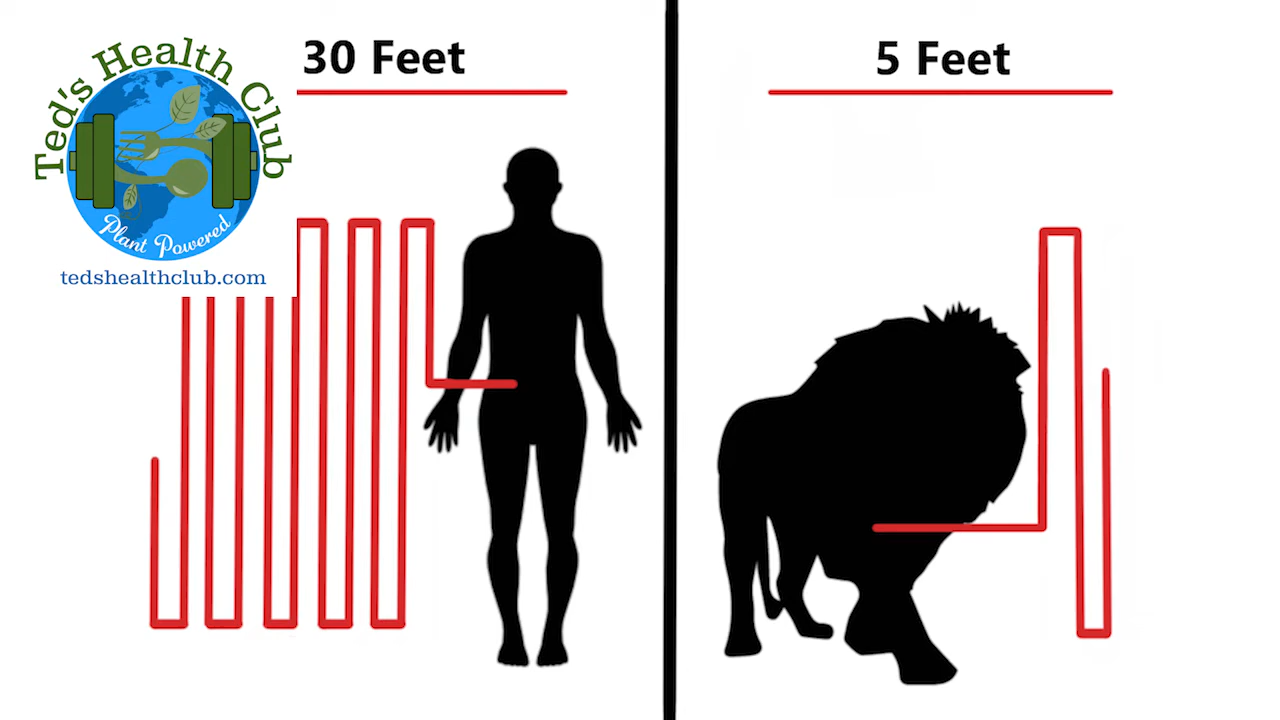 Ted's Health Club
Plant Powered
tedshealthclub.com
30 Feet
5 Feet